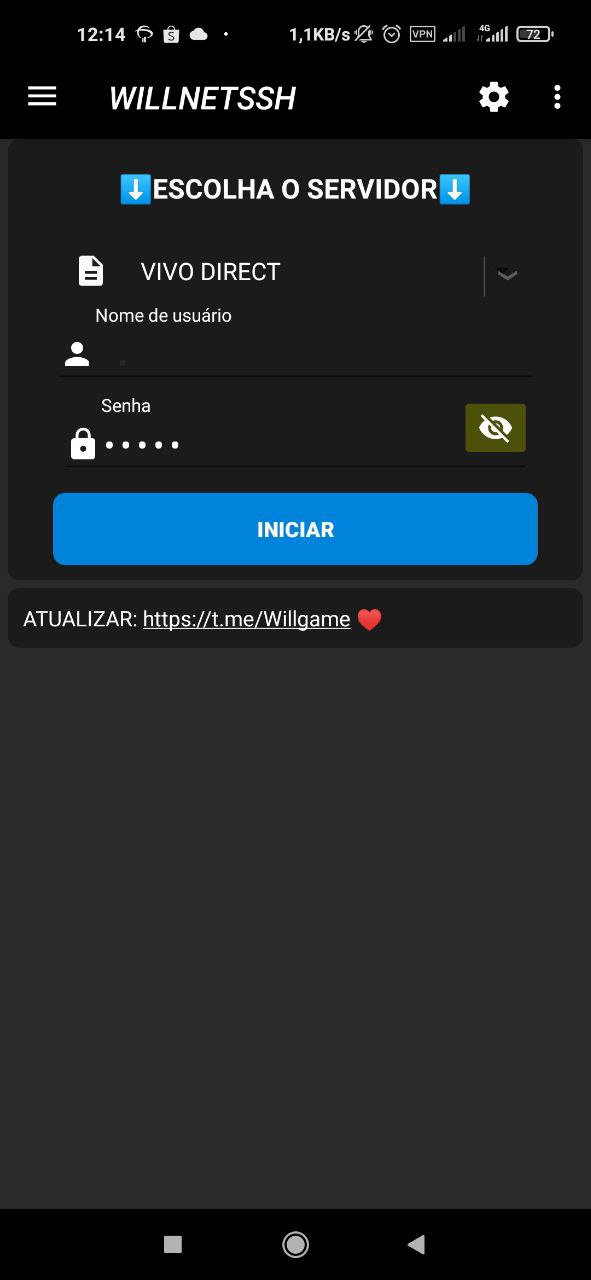 12:14 1,1KB/s VPN 4G 72
WILLNETSSH
⬇️ESCOLHA O SERVIDOR⬇️
VIVO DIRECT
Nome de usuário
Senha
•••••
INICIAR
ATUALIZAR: https://t.me/Willgame ❤️